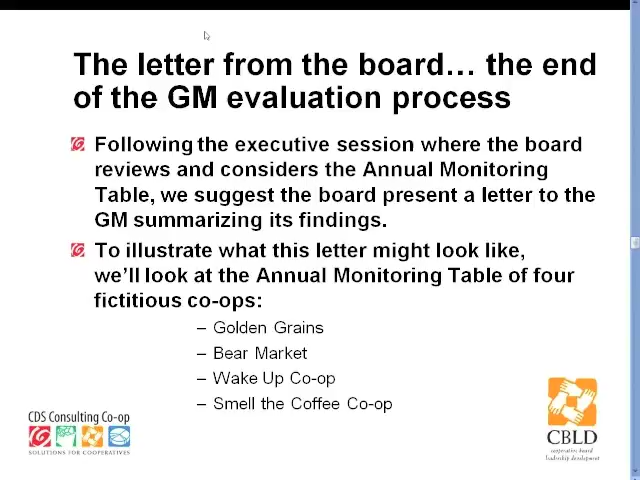 The letter from the board… the end
of the GM evaluation process
Following the executive session where the board
reviews and considers the Annual Monitoring
Table, we suggest the board present a letter to the
GM summarizing its findings.
To illustrate what this letter might look like,
we'll look at the Annual Monitoring Table of four
fictitious co-ops:
– Golden Grains
– Bear Market
– Wake Up Co-op
– Smell the Coffee Co-op
CDS Consulting Co-op
SOLUTIONS FOR COOPERATIVES
CBLD
cooperative board
leadership development